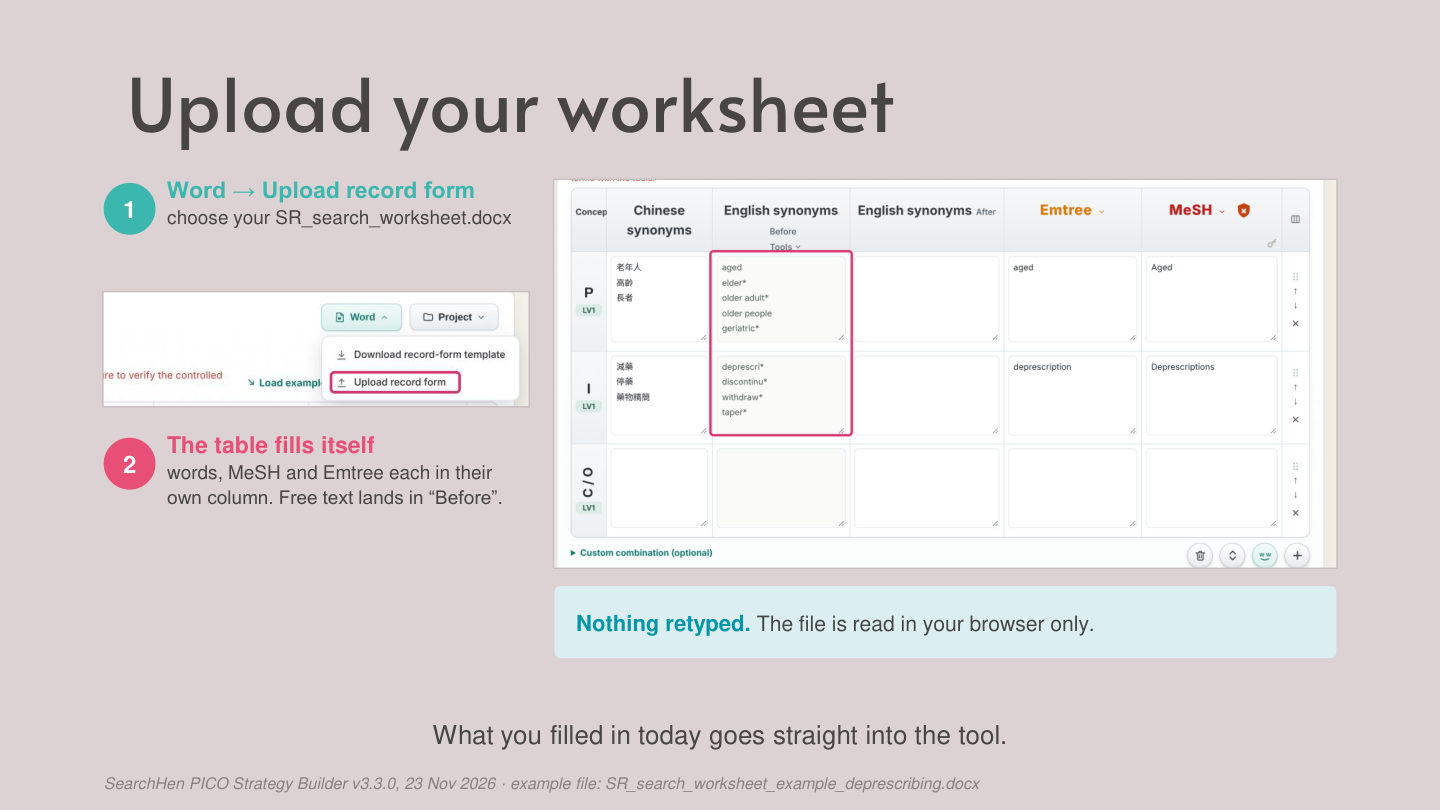 Upload your worksheet
1
Word → Upload record form
choose your SR_search_worksheet.docx
Word
Project
Download record-form template
Upload record form
re to verify the controlled
Load exampl
2
The table fills itself
words, MeSH and Emtree each in their
own column. Free text lands in “Before”.
Concep
Chinese
synonyms
English synonyms
Before
Tools
English synonyms After
Emtree
MeSH
P
LV1
老年人
高齡
長者
aged
elder*
older adult*
older people
geriatric*
aged
Aged
I
LV1
減藥
停藥
藥物精簡
deprescri*
discontinu*
withdraw*
taper*
deprescription
Deprescriptions
C/O
LV1
Custom combination (optional)
Nothing retyped. The file is read in your browser only.
What you filled in today goes straight into the tool.
SearchHen PICO Strategy Builder v3.3.0, 23 Nov 2026 · example file: SR_search_worksheet_example_deprescribing.docx